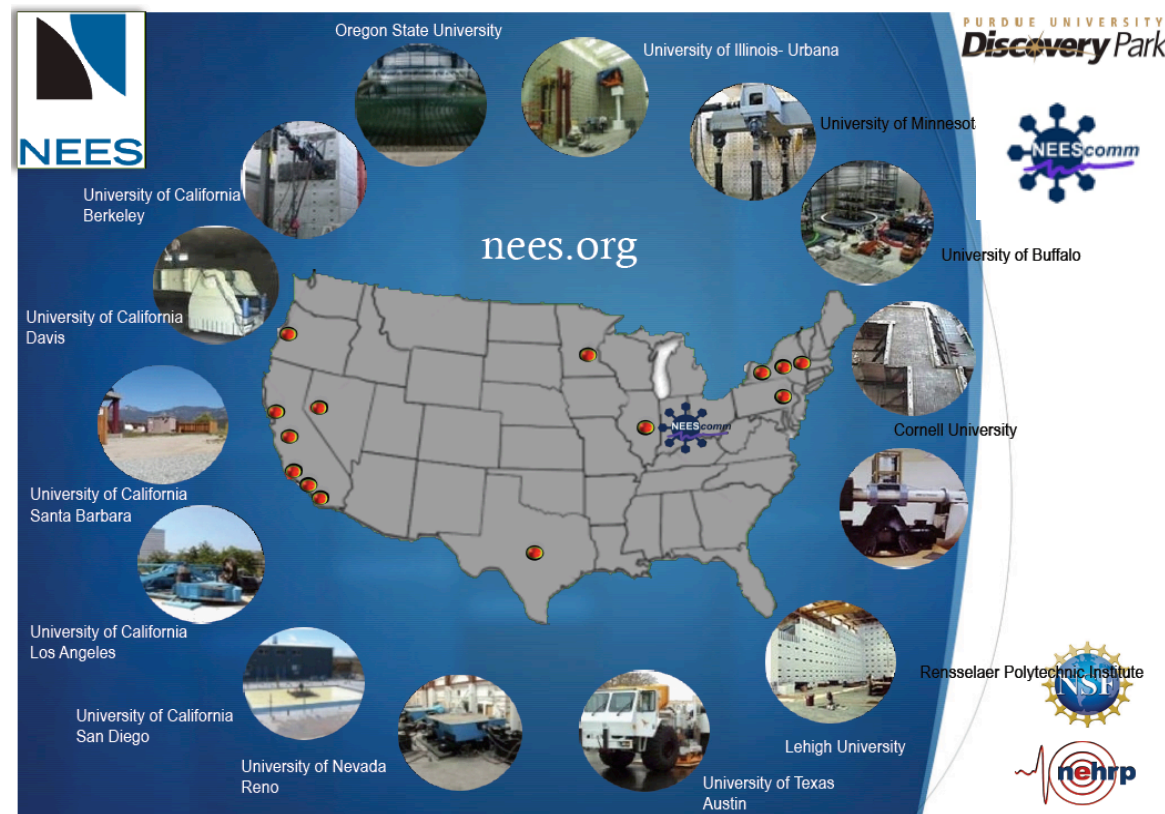 NEES
Oregon State University
University of Illinois- Urbana
PURDUE UNIVERSITY
Discovery Park
University of Minnesot
NEEScomm
University of California
Berkeley
nees.org
University of Buffalo
University of California
Davis
NEEScomm
Cornell University
University of California
Santa Barbara
University of California
Los Angeles
Rensselaer Polytechnic Institute
NSF
University of California
San Diego
Lehigh University
University of Nevada
Reno
University of Texas
Austin
nehrp